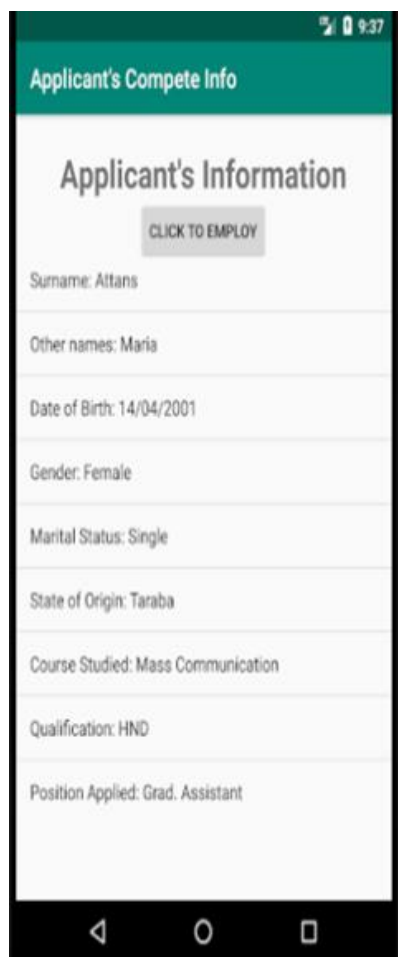 9:37
Applicant's Compete Info
Applicant's Information
CLICK TO EMPLOY
Surname: Attans
Other names: Maria
Date of Birth: 14/04/2001
Gender: Female
Marital Status: Single
State of Origin: Taraba
Course Studied: Mass Communication
Qualification: HND
Position Applied: Grad. Assistant